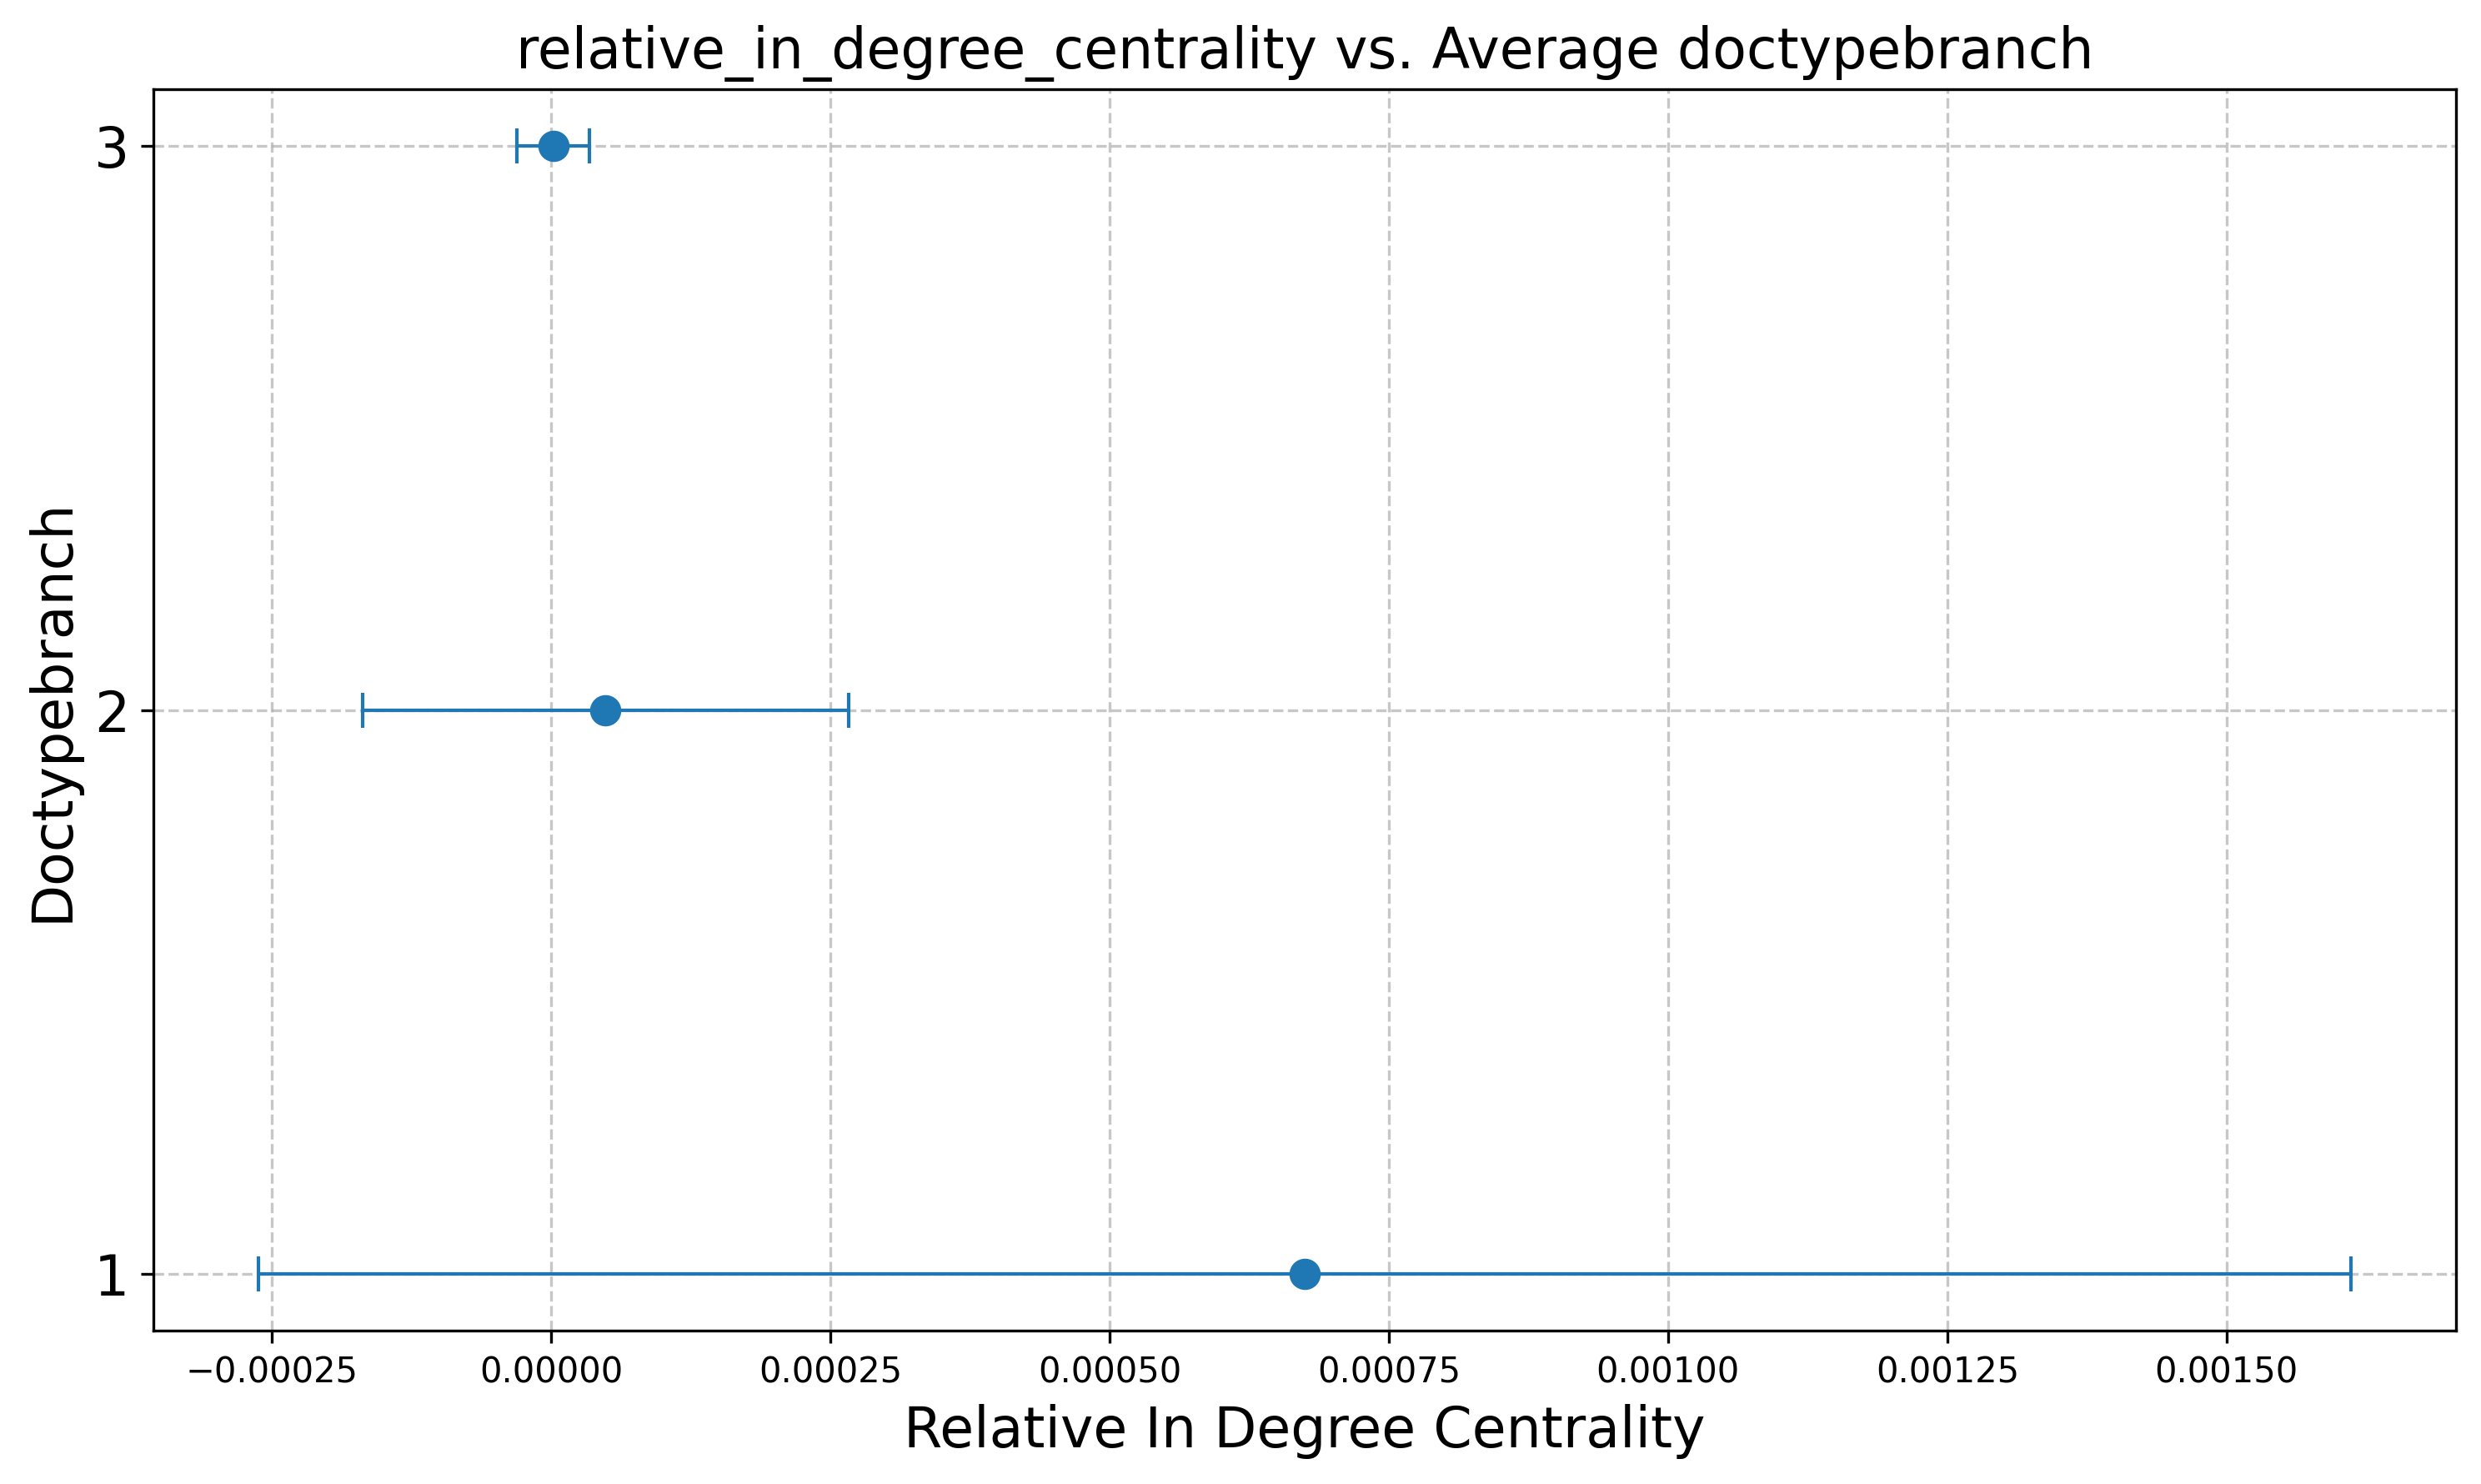 relative_in_degree_centrality vs. Average doctypebranch
3
2
1
Doctypebranch
−0.00025 0.00000 0.00025 0.00050 0.00075 0.00100 0.00125 0.00150
Relative In Degree Centrality